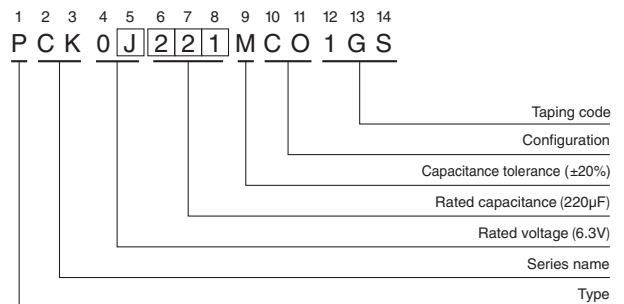 1 2 3 4 5 6 7 8 9 10 11 12 13 14
P C K 0 J 2 2 1 M C O 1 G S
Taping code
Configuration
Capacitance tolerance (±20%)
Rated capacitance (220µF)
Rated voltage (6.3V)
Series name
Type